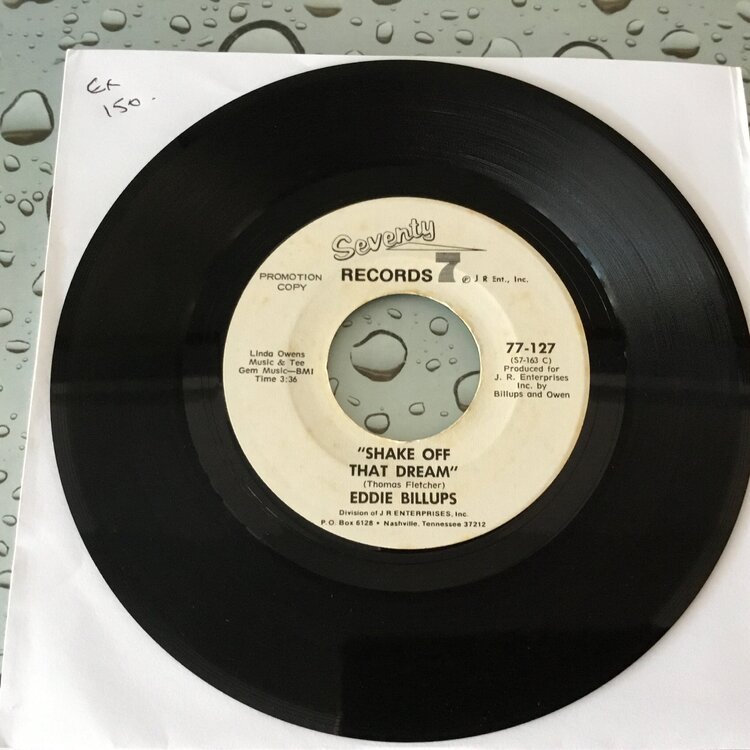 Ex
150.
Seventy
RECORDS 7
℗ J R Ent., Inc.
PROMOTION
COPY
Linda Owens
Music & Tee
Gem Music—BMI
Time 3:36
77-127
(S7-163 C)
Produced for
J. R. Enterprises
Inc. by
Billups and Owen
"SHAKE OFF
THAT DREAM"
(Thomas Fletcher)
EDDIE BILLUPS
Division of J R ENTERPRISES, Inc.
P.O. Box 6128 • Nashville, Tennessee 37212